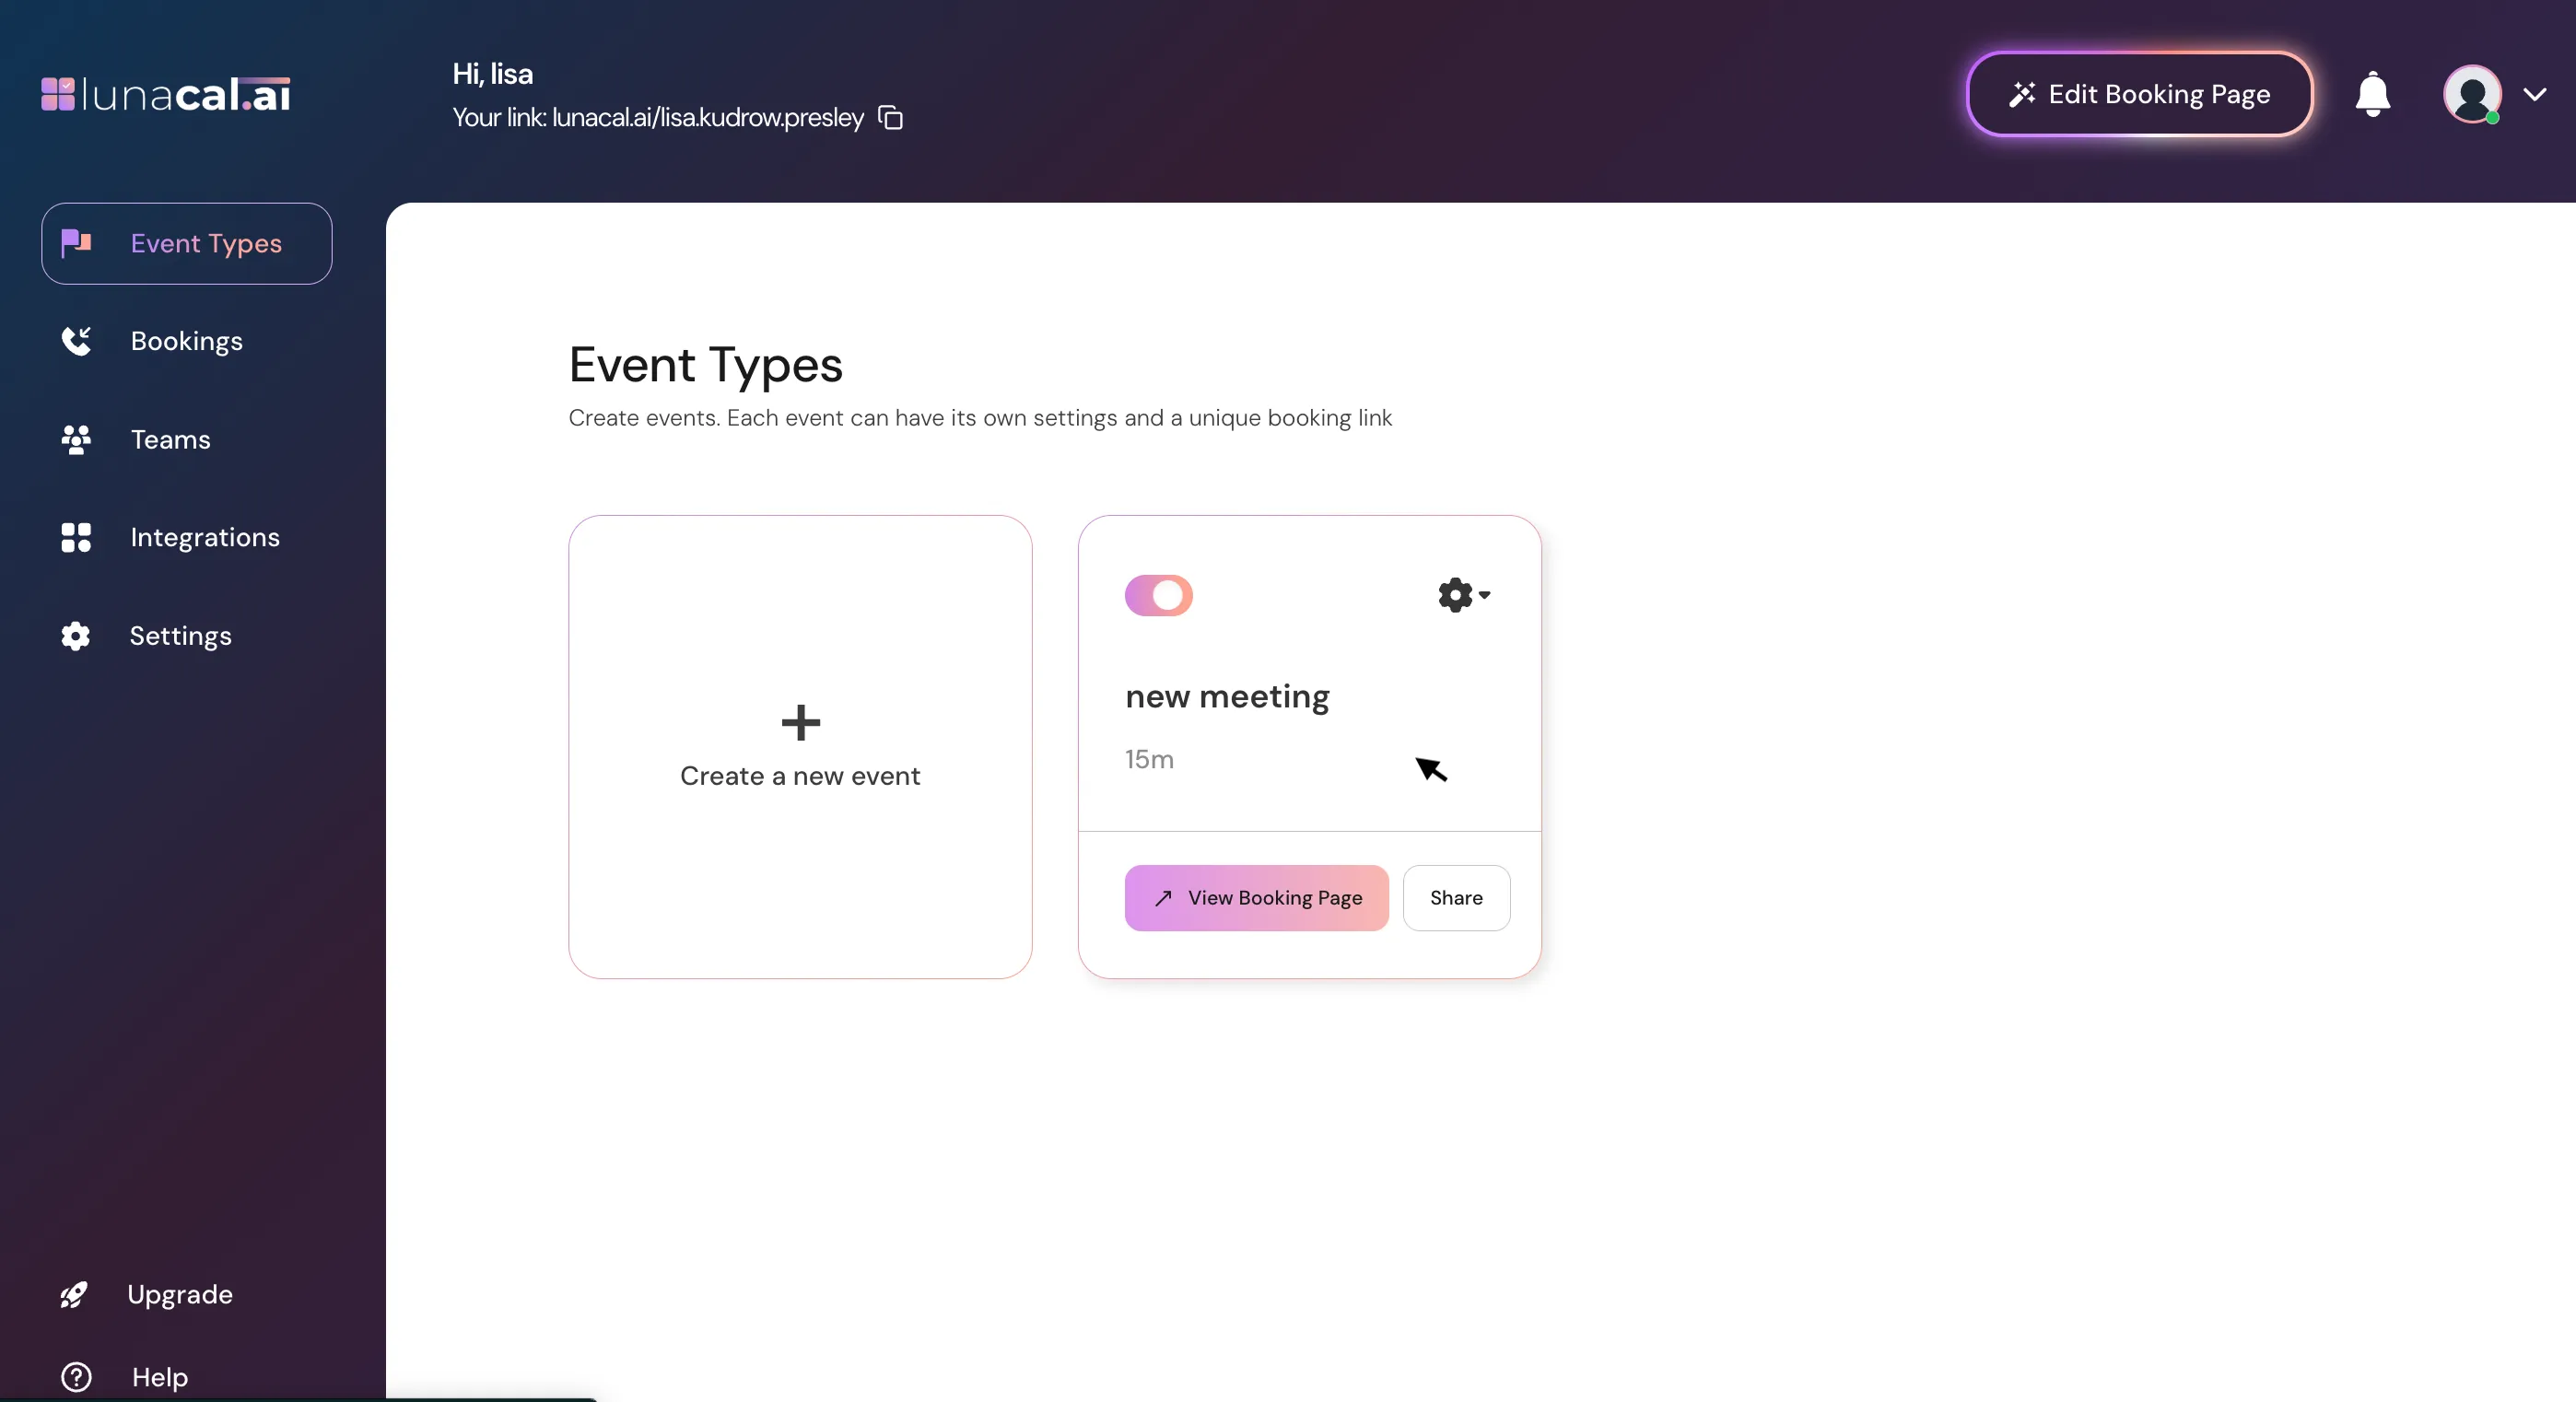 lunacal.ai
Hi, lisa
Your link: lunacal.ai/lisa.kudrow.presley
Edit Booking Page
Event Types
Bookings
Teams
Integrations
Settings
Upgrade
Help
Event Types
Create events. Each event can have its own settings and a unique booking link
Create a new event
new meeting
15m
View Booking Page
Share